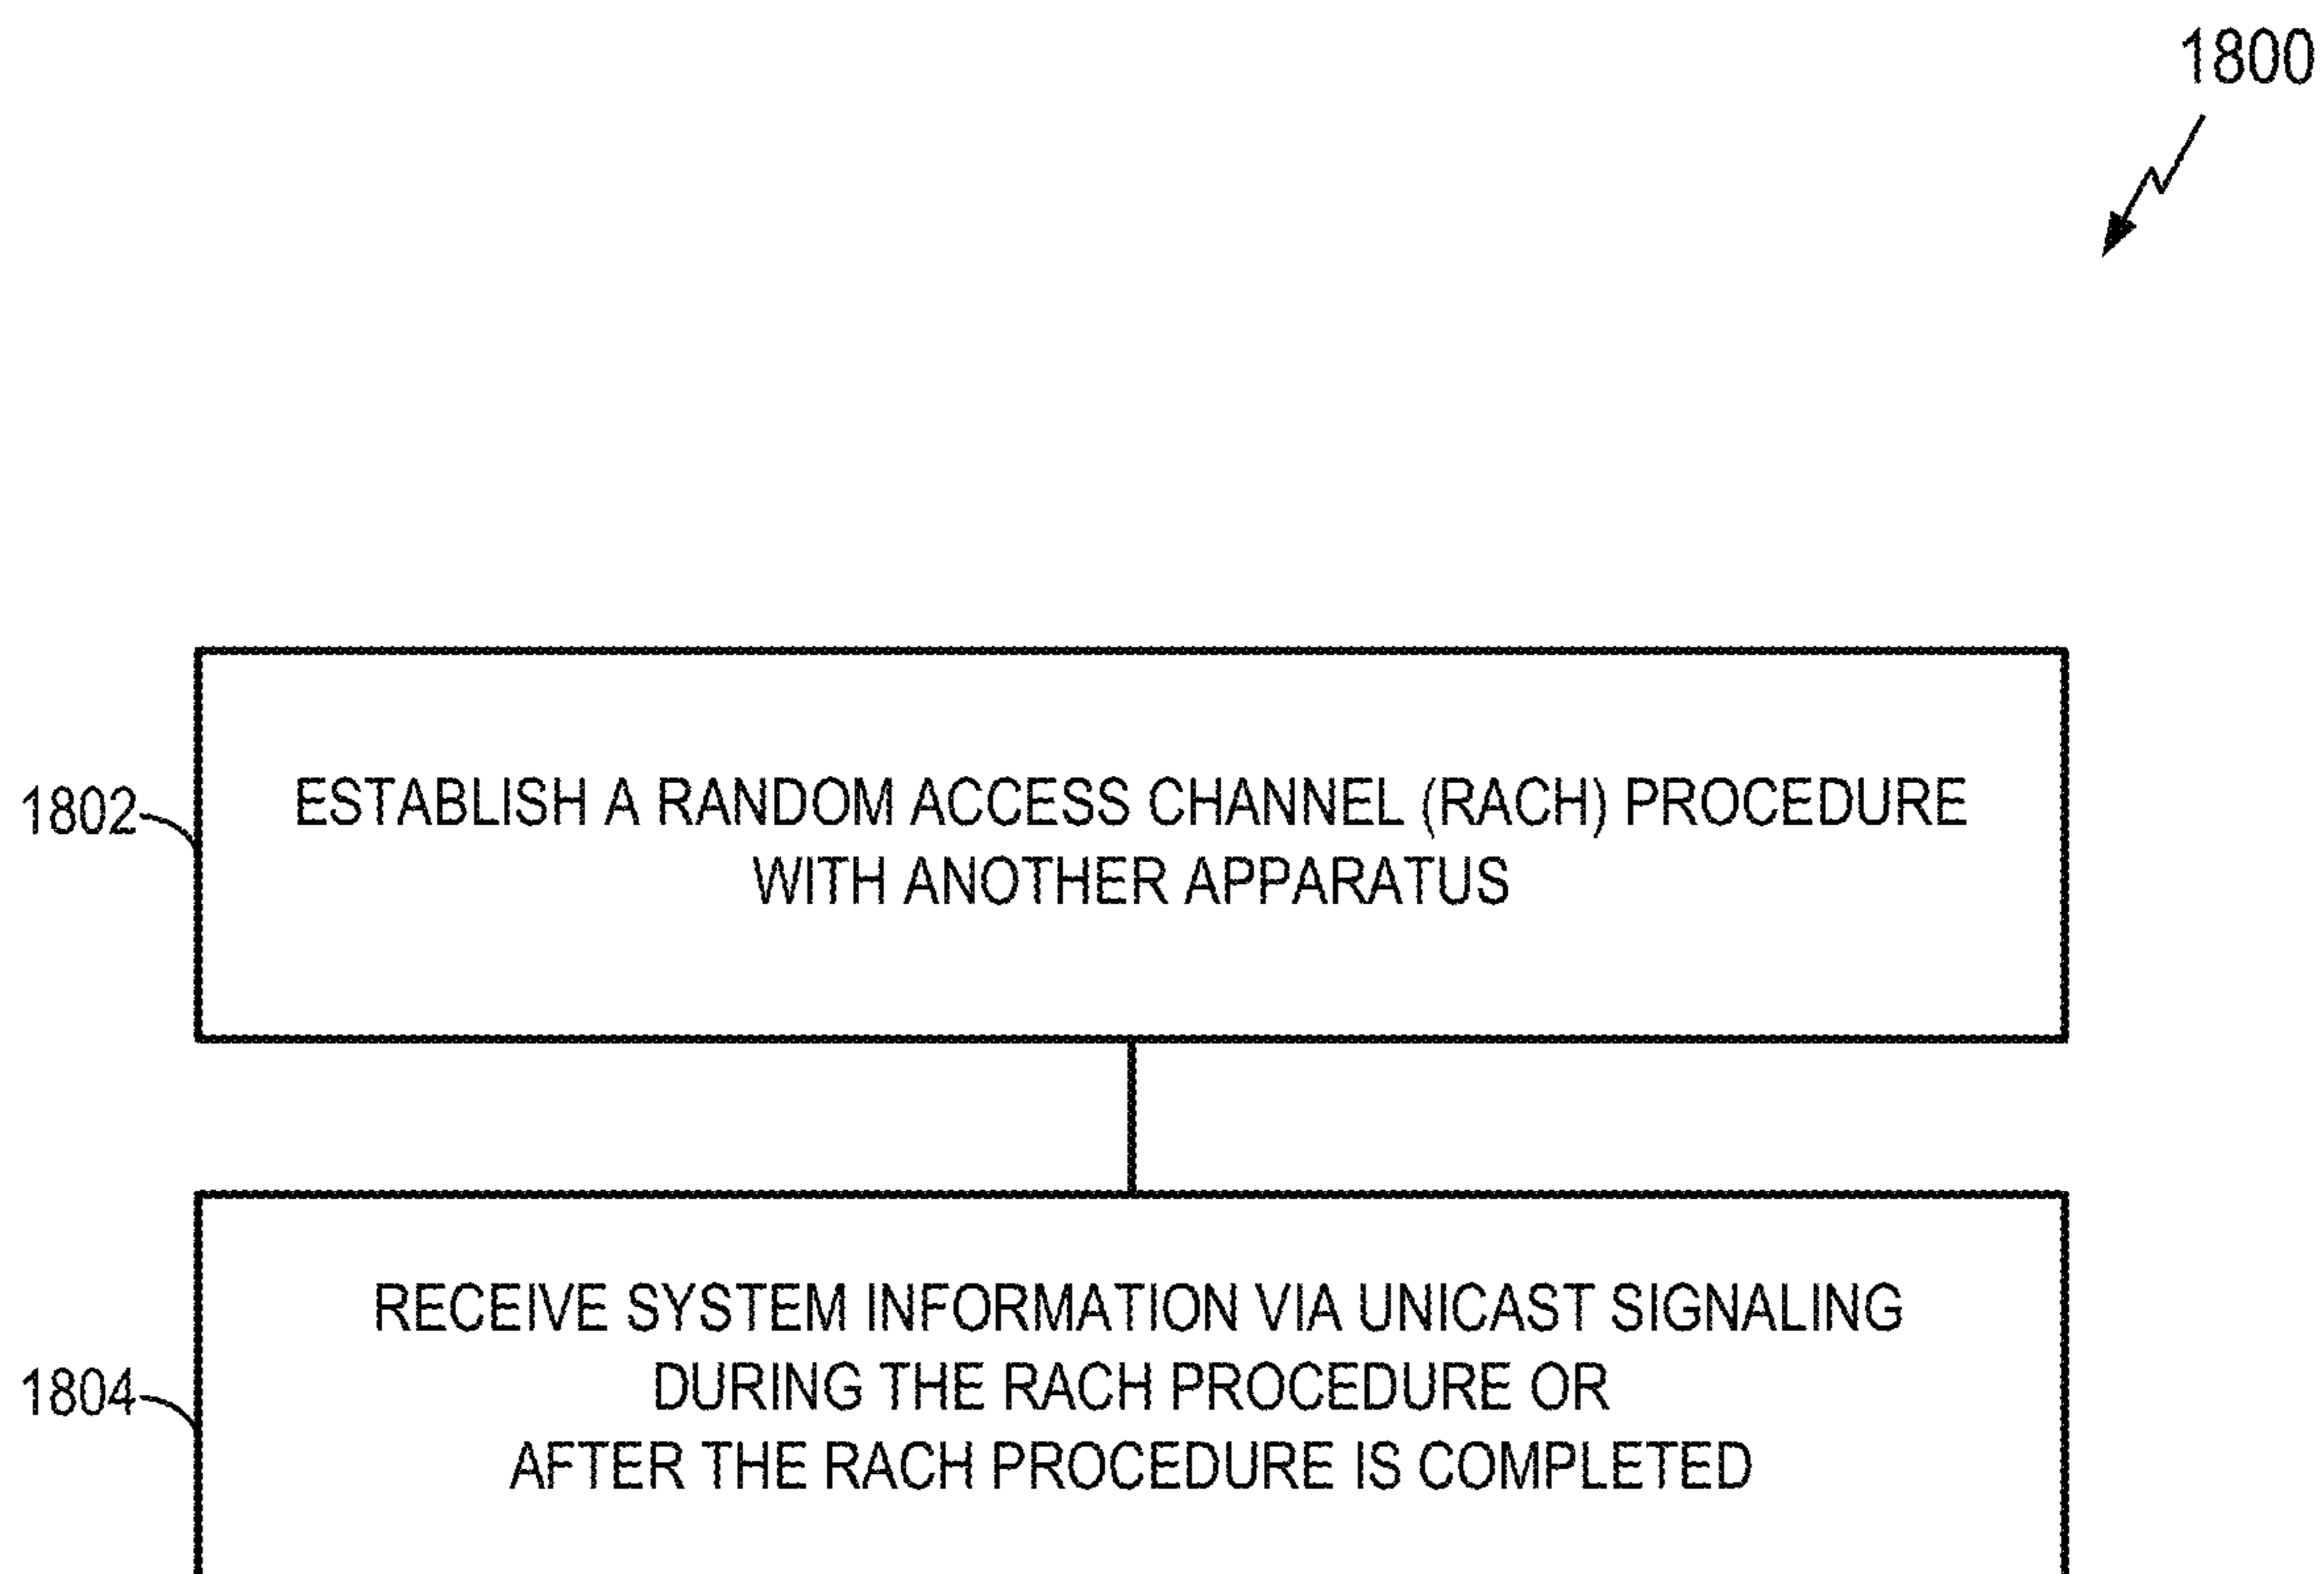 1800
1802
ESTABLISH A RANDOM ACCESS CHANNEL (RACH) PROCEDURE
WITH ANOTHER APPARATUS
1804
RECEIVE SYSTEM INFORMATION VIA UNICAST SIGNALING
DURING THE RACH PROCEDURE OR
AFTER THE RACH PROCEDURE IS COMPLETED